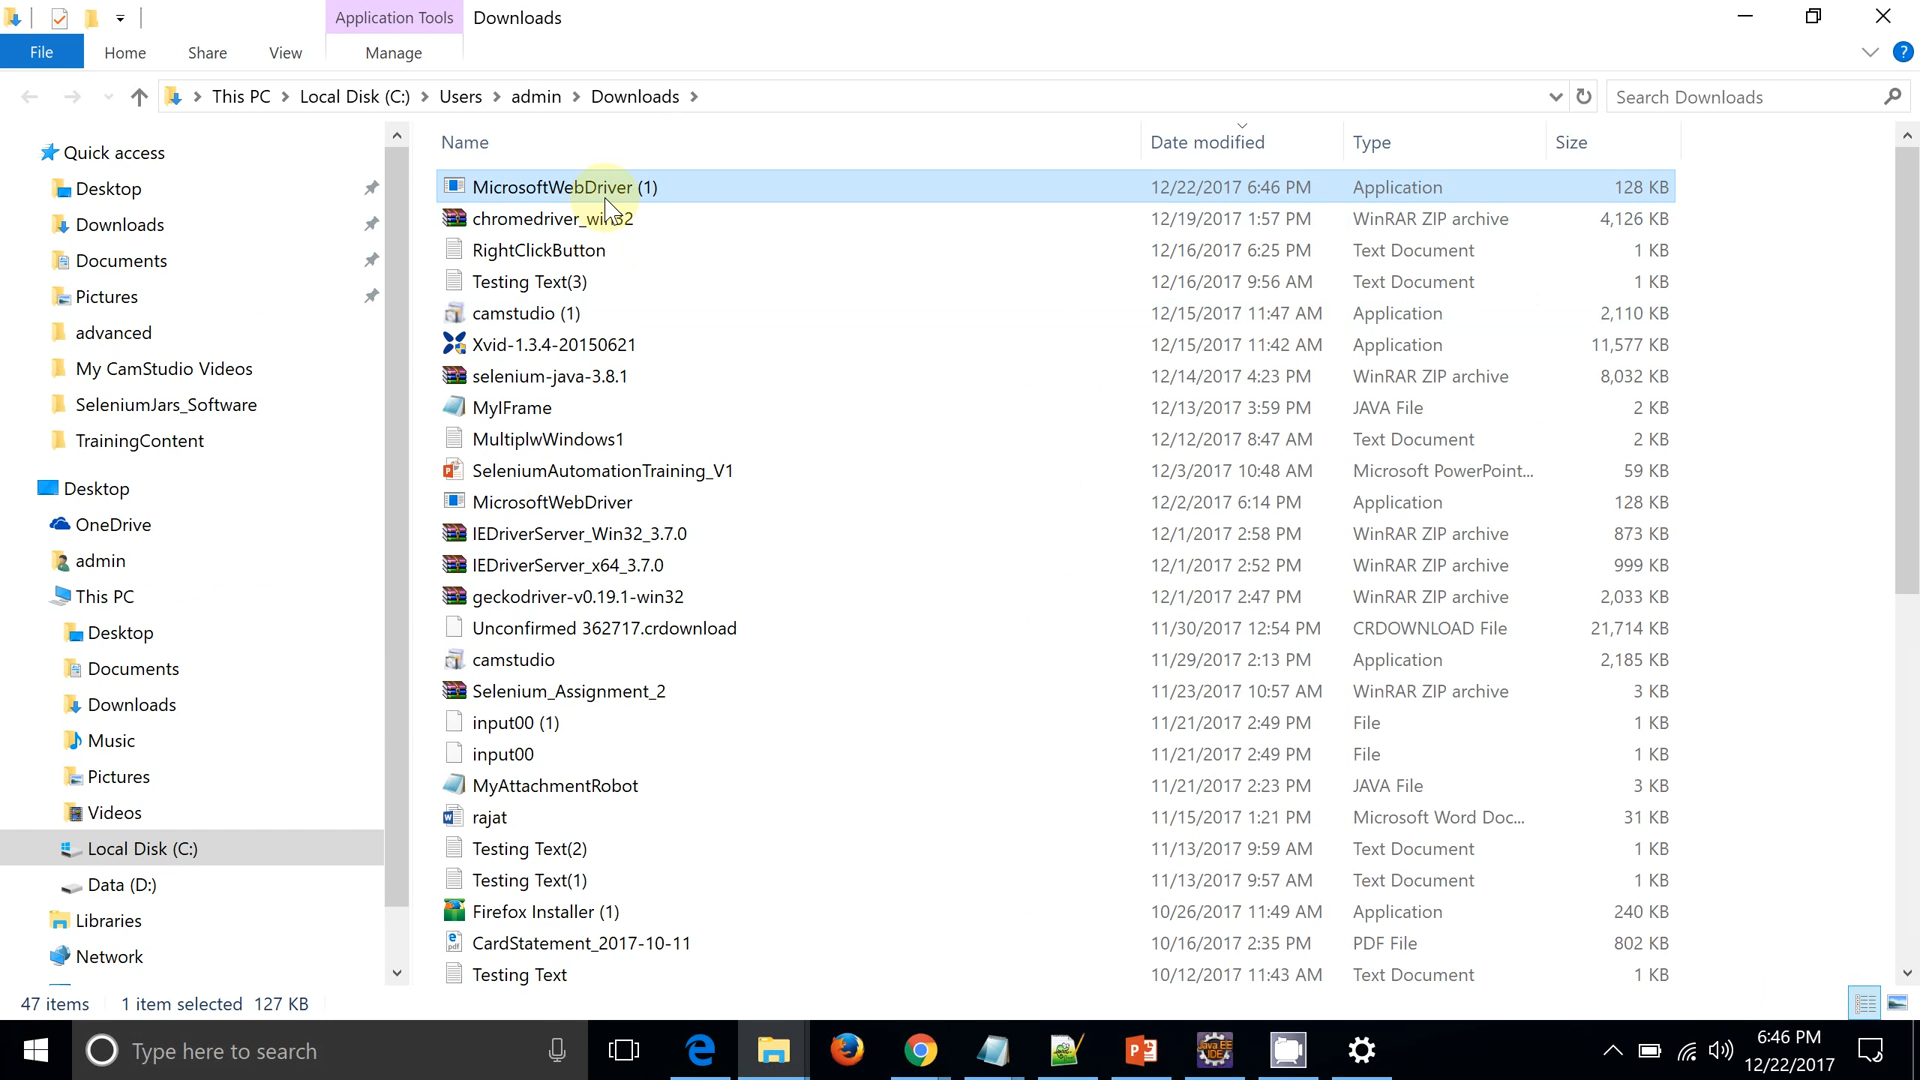 Application Tools Downloads
File Home Share View Manage
This PC Local Disk (C:) Users admin Downloads Search Downloads
Name Date modified Type Size
Quick access
Desktop
Downloads
Documents
Pictures
advanced
My CamStudio Videos
SeleniumJars_Software
TrainingContent
Desktop
OneDrive
admin
This PC
Desktop
Documents
Downloads
Music
Pictures
Videos
Local Disk (C:)
Data (D:)
Libraries
Network
MicrosoftWebDriver (1) 12/22/2017 6:46 PM Application 128 KB
chromedriver_win32 12/19/2017 1:57 PM WinRAR ZIP archive 4,126 KB
RightClickButton 12/16/2017 6:25 PM Text Document 1 KB
Testing Text(3) 12/16/2017 9:56 AM Text Document 1 KB
camstudio (1) 12/15/2017 11:47 AM Application 2,110 KB
Xvid-1.3.4-20150621 12/15/2017 11:42 AM Application 11,577 KB
selenium-java-3.8.1 12/14/2017 4:23 PM WinRAR ZIP archive 8,032 KB
MyIFrame 12/13/2017 3:59 PM JAVA File 2 KB
MultiplwWindows1 12/12/2017 8:47 AM Text Document 2 KB
SeleniumAutomationTraining_V1 12/3/2017 10:48 AM Microsoft PowerPoint... 59 KB
MicrosoftWebDriver 12/2/2017 6:14 PM Application 128 KB
IEDriverServer_Win32_3.7.0 12/1/2017 2:58 PM WinRAR ZIP archive 873 KB
IEDriverServer_x64_3.7.0 12/1/2017 2:52 PM WinRAR ZIP archive 999 KB
geckodriver-v0.19.1-win32 12/1/2017 2:47 PM WinRAR ZIP archive 2,033 KB
Unconfirmed 362717.crdownload 11/30/2017 12:54 PM CRDOWNLOAD File 21,714 KB
camstudio 11/29/2017 2:13 PM Application 2,185 KB
Selenium_Assignment_2 11/23/2017 10:57 AM WinRAR ZIP archive 3 KB
input00 (1) 11/21/2017 2:49 PM File 1 KB
input00 11/21/2017 2:49 PM File 1 KB
MyAttachmentRobot 11/21/2017 2:23 PM JAVA File 3 KB
rajat 11/15/2017 1:21 PM Microsoft Word Doc... 31 KB
Testing Text(2) 11/13/2017 9:59 AM Text Document 1 KB
Testing Text(1) 11/13/2017 9:57 AM Text Document 1 KB
Firefox Installer (1) 10/26/2017 11:49 AM Application 240 KB
CardStatement_2017-10-11 10/16/2017 2:35 PM PDF File 802 KB
Testing Text 10/12/2017 11:43 AM Text Document 1 KB
47 items 1 item selected 127 KB
Type here to search
Java EE
IDE
6:46 PM
12/22/2017